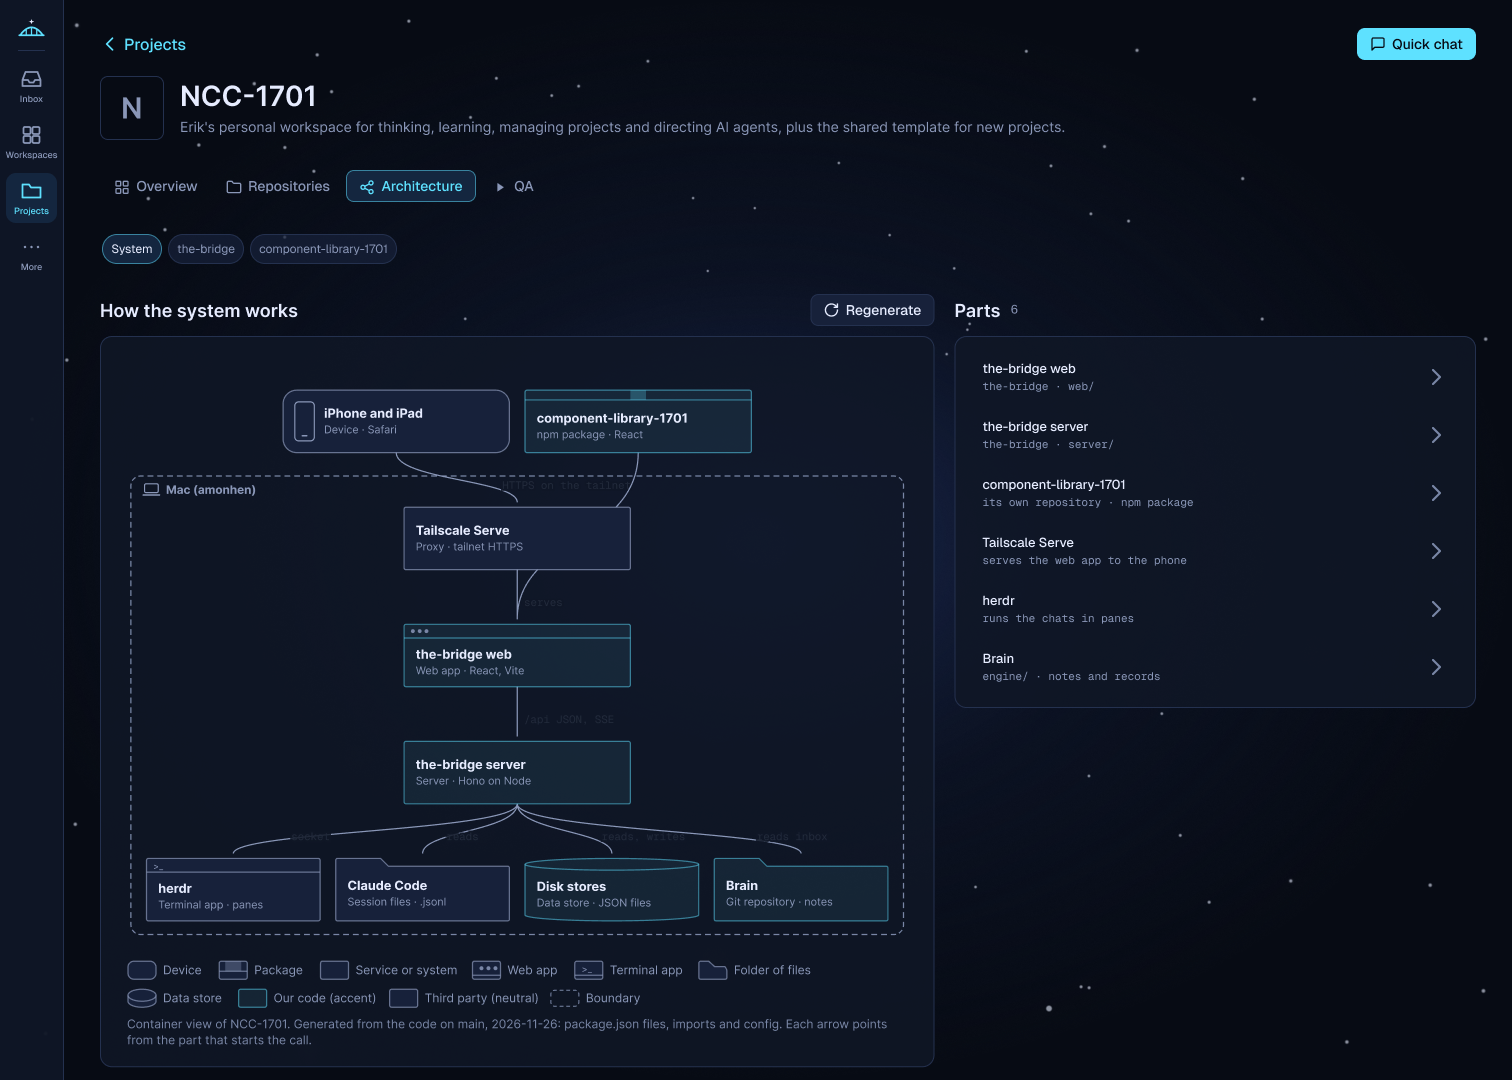 Inbox
Workspaces
Projects
More
Projects
Quick chat
N
NCC-1701
Erik's personal workspace for thinking, learning, managing projects and directing AI agents, plus the shared template for new projects.
Overview
Repositories
Architecture
QA
System
the-bridge
component-library-1701
How the system works
Regenerate
iPhone and iPad
Device · Safari
component-library-1701
npm package · React
Mac (amonhen)
HTTPS on the tailnet
Tailscale Serve
Proxy · tailnet HTTPS
serves
the-bridge web
Web app · React, Vite
/api JSON, SSE
the-bridge server
Server · Hono on Node
socket
reads
reads, writes
reads inbox
>_
herdr
Terminal app · panes
Claude Code
Session files · .jsonl
Disk stores
Data store · JSON files
Brain
Git repository · notes
Device
Package
Service or system
Web app
>_
Terminal app
Folder of files
Data store
Our code (accent)
Third party (neutral)
Boundary
Container view of NCC-1701. Generated from the code on main, 2026-11-26: package.json files, imports and config. Each arrow points
from the part that starts the call.
Parts 6
the-bridge web
the-bridge · web/
the-bridge server
the-bridge · server/
component-library-1701
its own repository · npm package
Tailscale Serve
serves the web app to the phone
herdr
runs the chats in panes
Brain
engine/ · notes and records